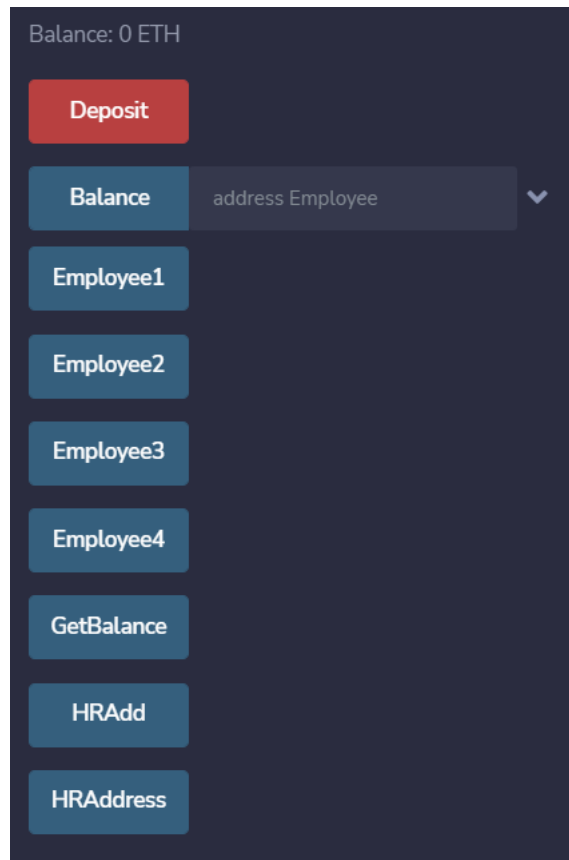 Balance: 0 ETH
Deposit
Balance address Employee
Employee1
Employee2
Employee3
Employee4
GetBalance
HRAdd
HRAddress